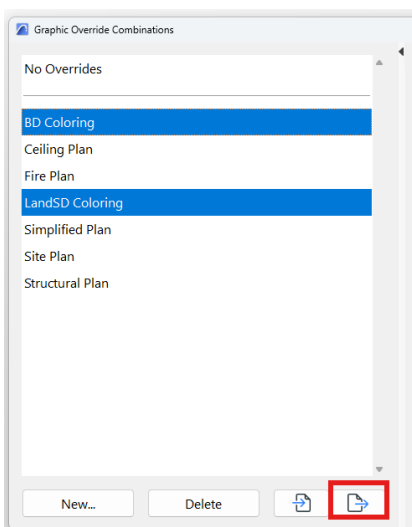 Graphic Override Combinations
No Overrides
BD Coloring
Ceiling Plan
Fire Plan
LandSD Coloring
Simplified Plan
Site Plan
Structural Plan
New...
Delete